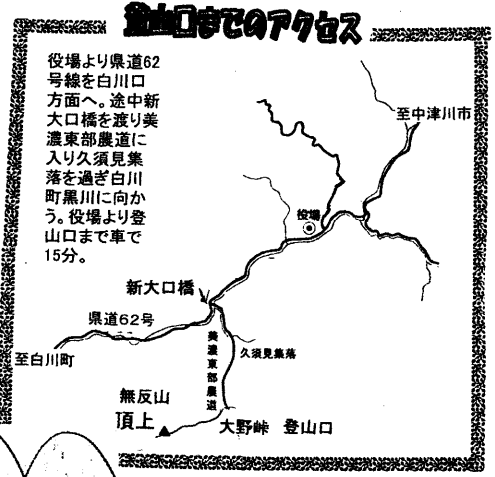 登山口までのアクセス
役場より県道62
号線を白川口
方面へ。途中新
大口橋を渡り美
濃東部農道に
入り久須見集
落を過ぎ白川
町黒川に向か
う。役場より登
山口まで車で
15分。
至中津川市
役場
新大口橋
県道62号
久須見集落
美濃東部農道
至白川町
無反山
頂上
大野峠 登山口